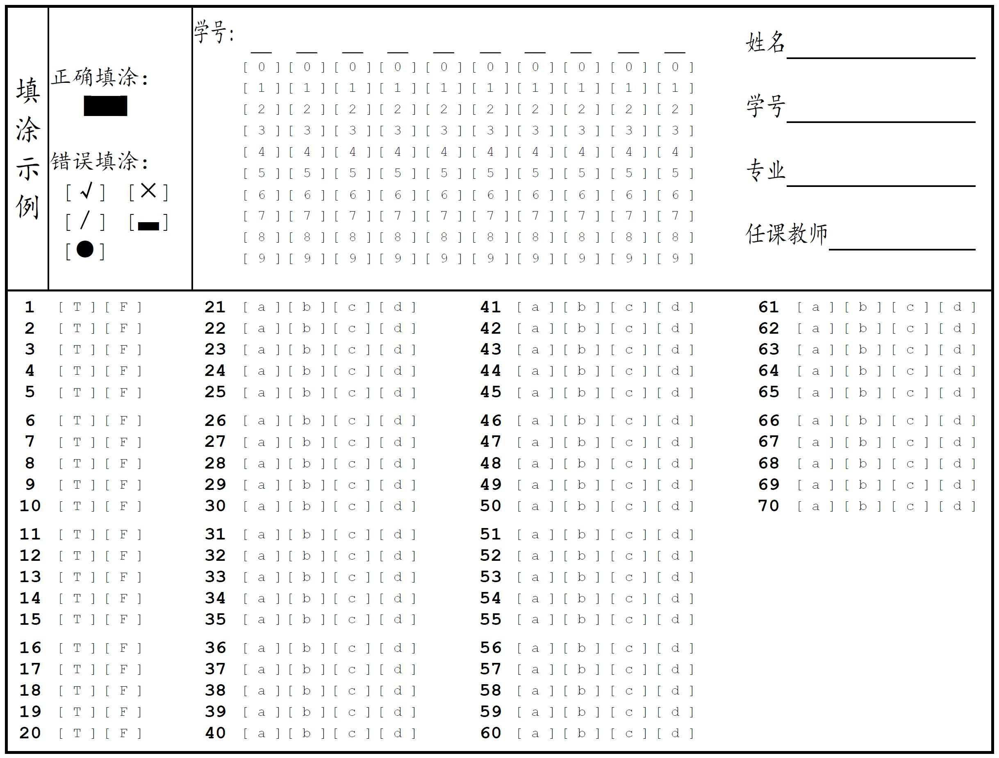 填涂示例
正确填涂:
错误填涂:
[√] [×]
[/] [▬]
[●]
学号:
[0][0][0][0][0][0][0][0][0][0]
[1][1][1][1][1][1][1][1][1][1]
[2][2][2][2][2][2][2][2][2][2]
[3][3][3][3][3][3][3][3][3][3]
[4][4][4][4][4][4][4][4][4][4]
[5][5][5][5][5][5][5][5][5][5]
[6][6][6][6][6][6][6][6][6][6]
[7][7][7][7][7][7][7][7][7][7]
[8][8][8][8][8][8][8][8][8][8]
[9][9][9][9][9][9][9][9][9][9]
姓名
学号
专业
任课教师
1 [T][F]
2 [T][F]
3 [T][F]
4 [T][F]
5 [T][F]
6 [T][F]
7 [T][F]
8 [T][F]
9 [T][F]
10 [T][F]
11 [T][F]
12 [T][F]
13 [T][F]
14 [T][F]
15 [T][F]
16 [T][F]
17 [T][F]
18 [T][F]
19 [T][F]
20 [T][F]
21 [a][b][c][d]
22 [a][b][c][d]
23 [a][b][c][d]
24 [a][b][c][d]
25 [a][b][c][d]
26 [a][b][c][d]
27 [a][b][c][d]
28 [a][b][c][d]
29 [a][b][c][d]
30 [a][b][c][d]
31 [a][b][c][d]
32 [a][b][c][d]
33 [a][b][c][d]
34 [a][b][c][d]
35 [a][b][c][d]
36 [a][b][c][d]
37 [a][b][c][d]
38 [a][b][c][d]
39 [a][b][c][d]
40 [a][b][c][d]
41 [a][b][c][d]
42 [a][b][c][d]
43 [a][b][c][d]
44 [a][b][c][d]
45 [a][b][c][d]
46 [a][b][c][d]
47 [a][b][c][d]
48 [a][b][c][d]
49 [a][b][c][d]
50 [a][b][c][d]
51 [a][b][c][d]
52 [a][b][c][d]
53 [a][b][c][d]
54 [a][b][c][d]
55 [a][b][c][d]
56 [a][b][c][d]
57 [a][b][c][d]
58 [a][b][c][d]
59 [a][b][c][d]
60 [a][b][c][d]
61 [a][b][c][d]
62 [a][b][c][d]
63 [a][b][c][d]
64 [a][b][c][d]
65 [a][b][c][d]
66 [a][b][c][d]
67 [a][b][c][d]
68 [a][b][c][d]
69 [a][b][c][d]
70 [a][b][c][d]